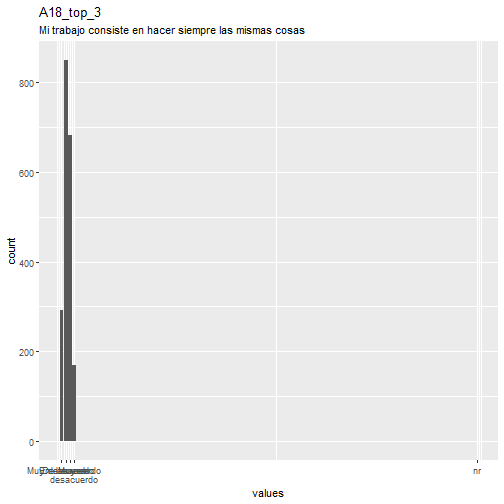 A18_top_3
Mi trabajo consiste en hacer siempre las mismas cosas
800
600
400
200
0
count
nr
desacuerdo
values